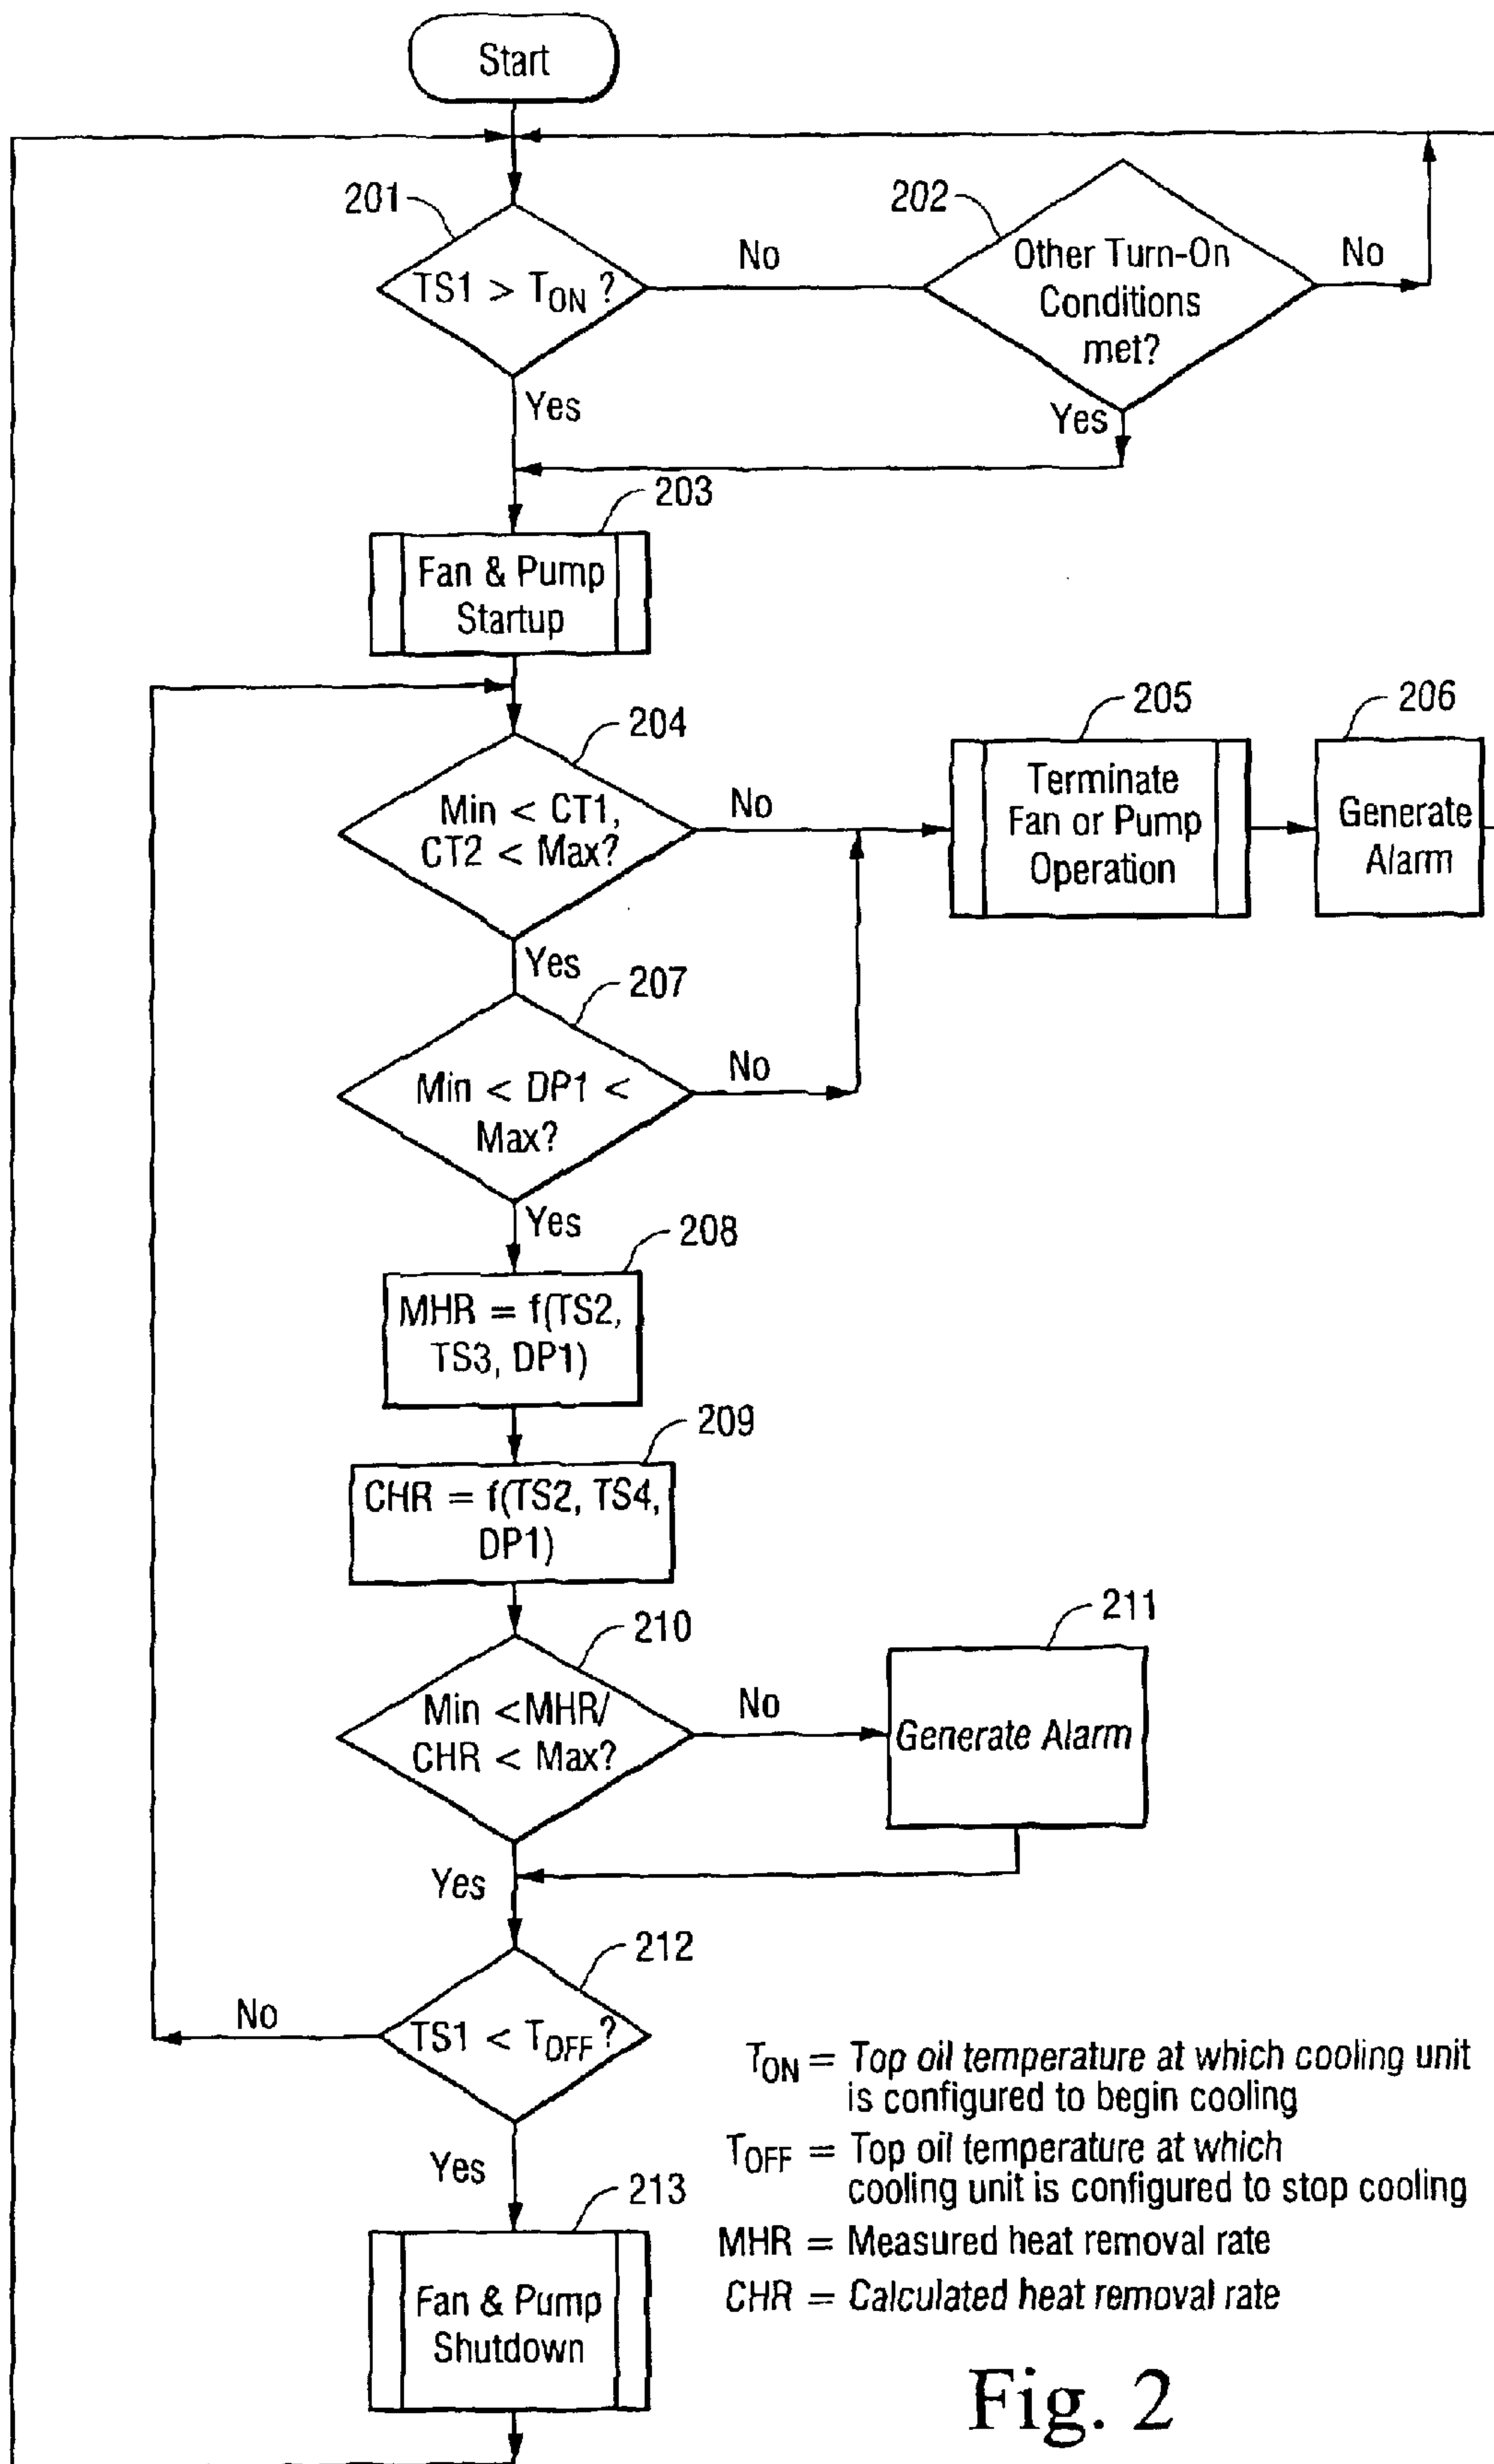 Start
201
TS1 > TON ?
No
202
Other Turn-On
Conditions
met?
No
Yes
Yes
203
Fan & Pump
Startup
204
Min < CT1,
CT2 < Max?
No
205
Terminate
Fan or Pump
Operation
206
Generate
Alarm
Yes
207
Min < DP1 <
Max?
No
Yes
208
MHR = f(TS2,
TS3, DP1)
209
CHR = f(TS2, TS4,
DP1)
210
Min <MHR/
CHR < Max?
No
211
Generate Alarm
Yes
212
TS1 < TOFF ?
No
Yes
213
Fan & Pump
Shutdown
TON = Top oil temperature at which cooling unit
is configured to begin cooling
TOFF = Top oil temperature at which
cooling unit is configured to stop cooling
MHR = Measured heat removal rate
CHR = Calculated heat removal rate
Fig. 2